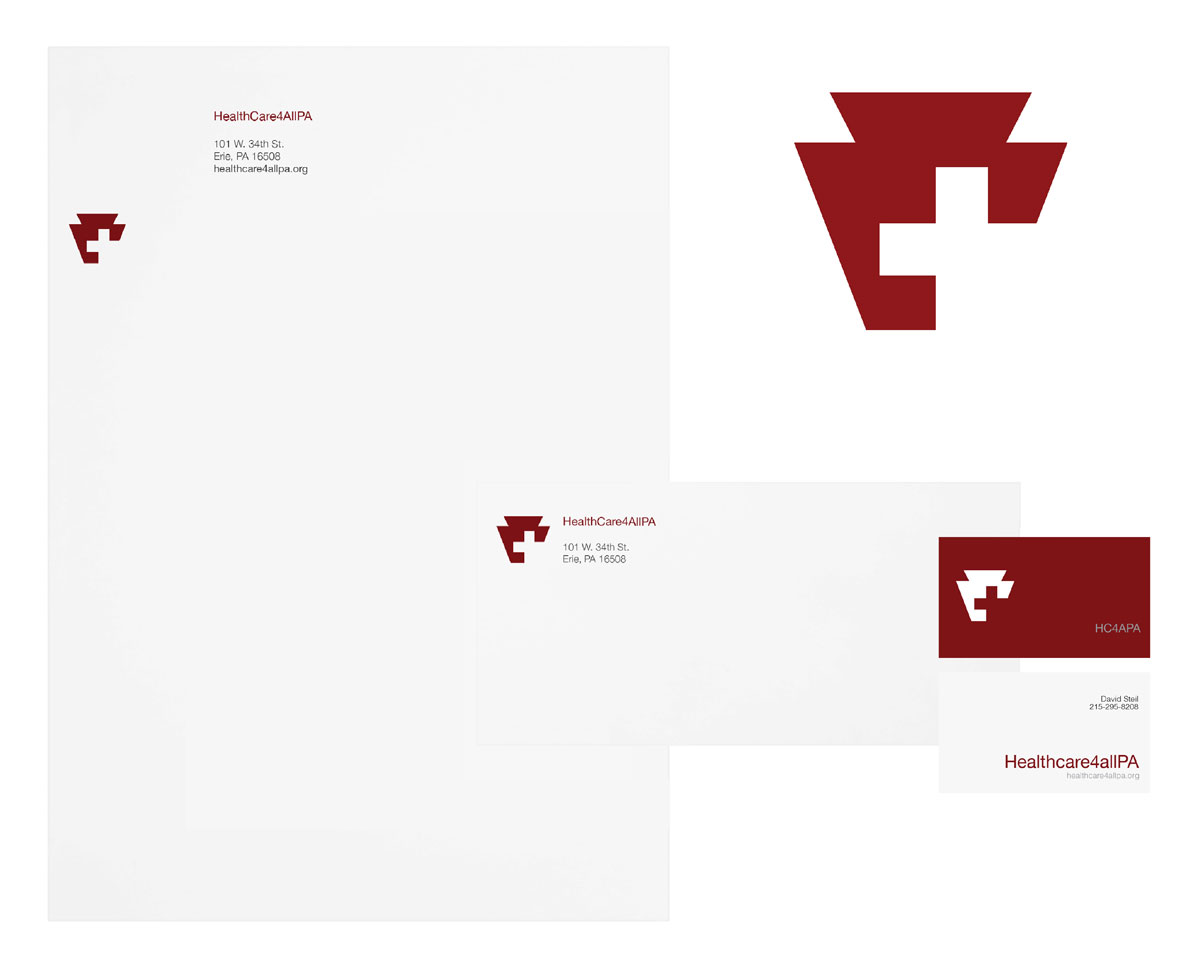 HealthCare4AllPA
101 W. 34th St.
Erie, PA 16508
healthcare4allpa.org
HealthCare4AllPA
101 W. 34th St.
Erie, PA 16508
HC4APA
David Steil
215-295-8208
Healthcare4allPA
healthcare4allpa.org